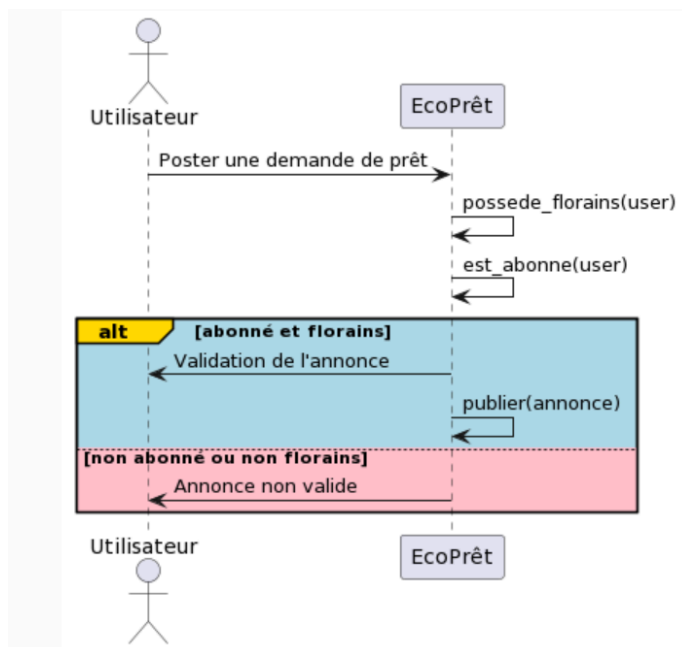 Utilisateur
EcoPrêt
Poster une demande de prêt
possede_florains(user)
est_abonne(user)
alt
[abonné et florains]
Validation de l'annonce
publier(annonce)
[non abonné ou non florains]
Annonce non valide
Utilisateur
EcoPrêt